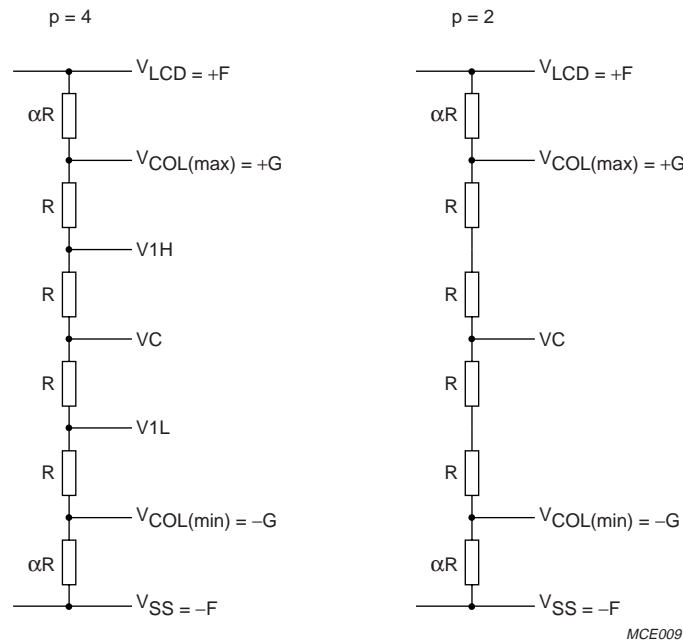 p = 4
VLCD = +F
αR
VCOL(max) = +G
R
V1H
R
VC
R
V1L
R
VCOL(min) = −G
αR
VSS = −F
p = 2
VLCD = +F
αR
VCOL(max) = +G
R
R
VC
R
R
VCOL(min) = −G
αR
VSS = −F
MCE009